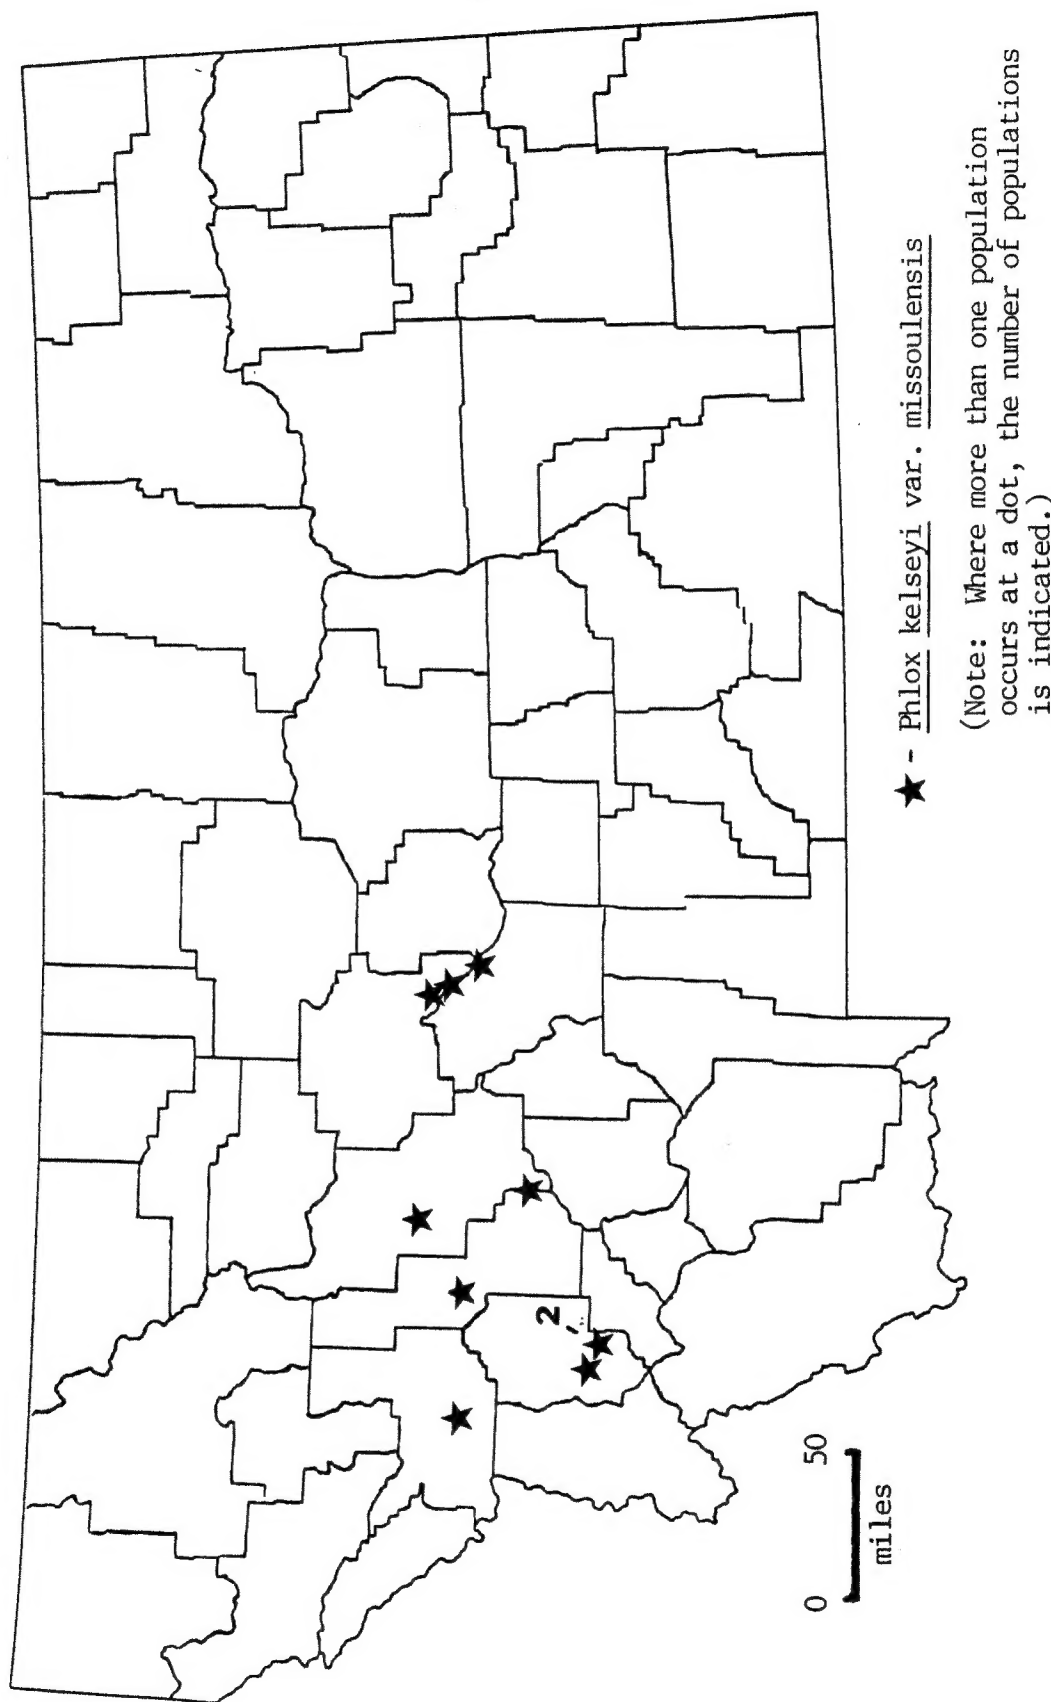 2
0 50
miles
★ - Phlox kelseyi var. missoulensis
(Note: Where more than one population
occurs at a dot, the number of populations
is indicated.)